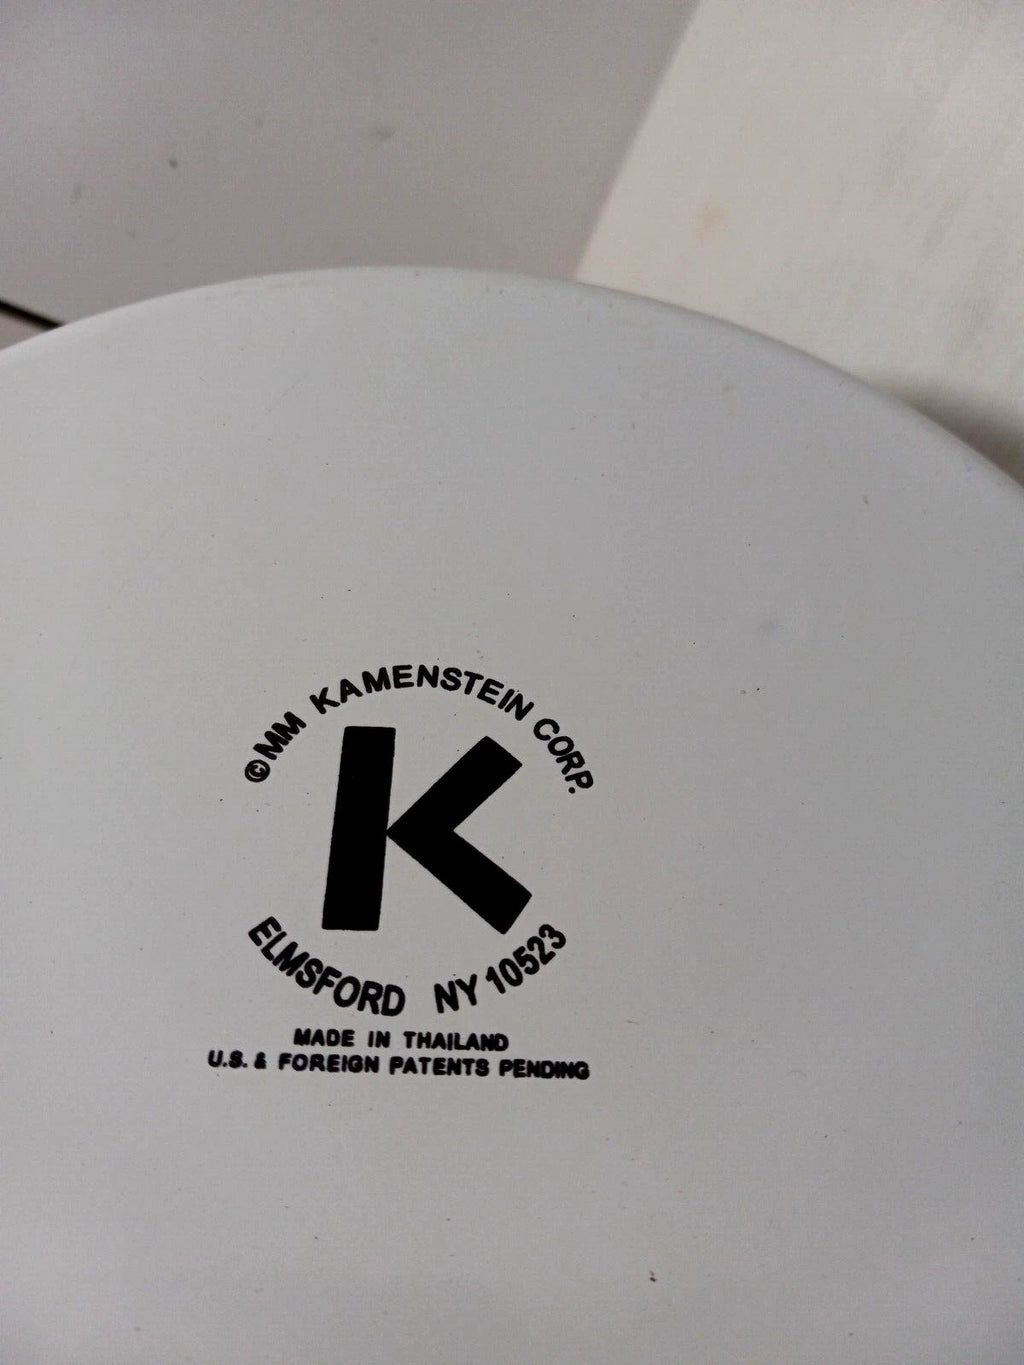 ©MM KAMENSTEIN CORP.
K
ELMSFORD NY 10523
MADE IN THAILAND
U.S. & FOREIGN PATENTS PENDING